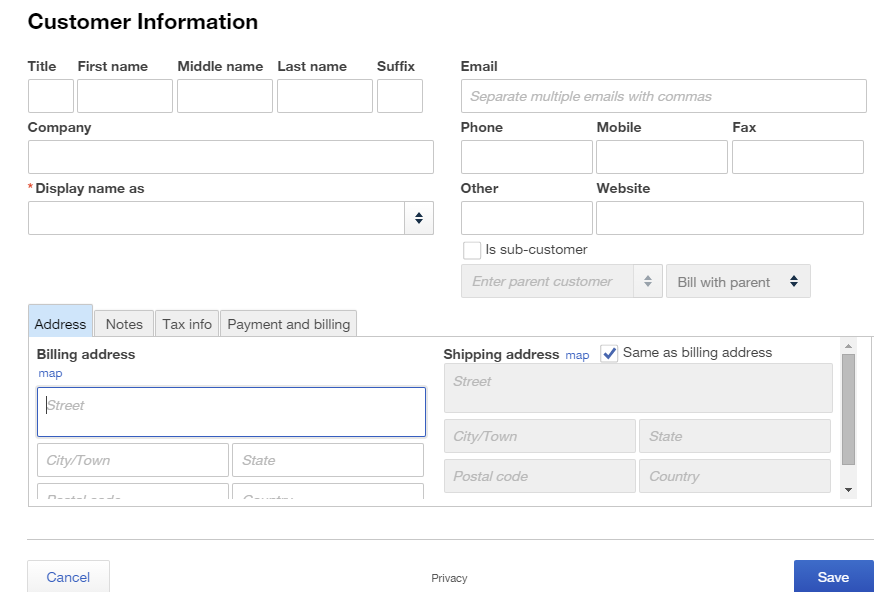 Customer Information
Title First name Middle name Last name Suffix
Email
Separate multiple emails with commas
Company
Phone Mobile Fax
* Display name as
Other Website
Is sub-customer
Enter parent customer Bill with parent
Address Notes Tax info Payment and billing
Billing address
map
Street
City/Town State
Postal code Country
Shipping address map Same as billing address
Street
City/Town State
Postal code Country
Cancel Privacy Save